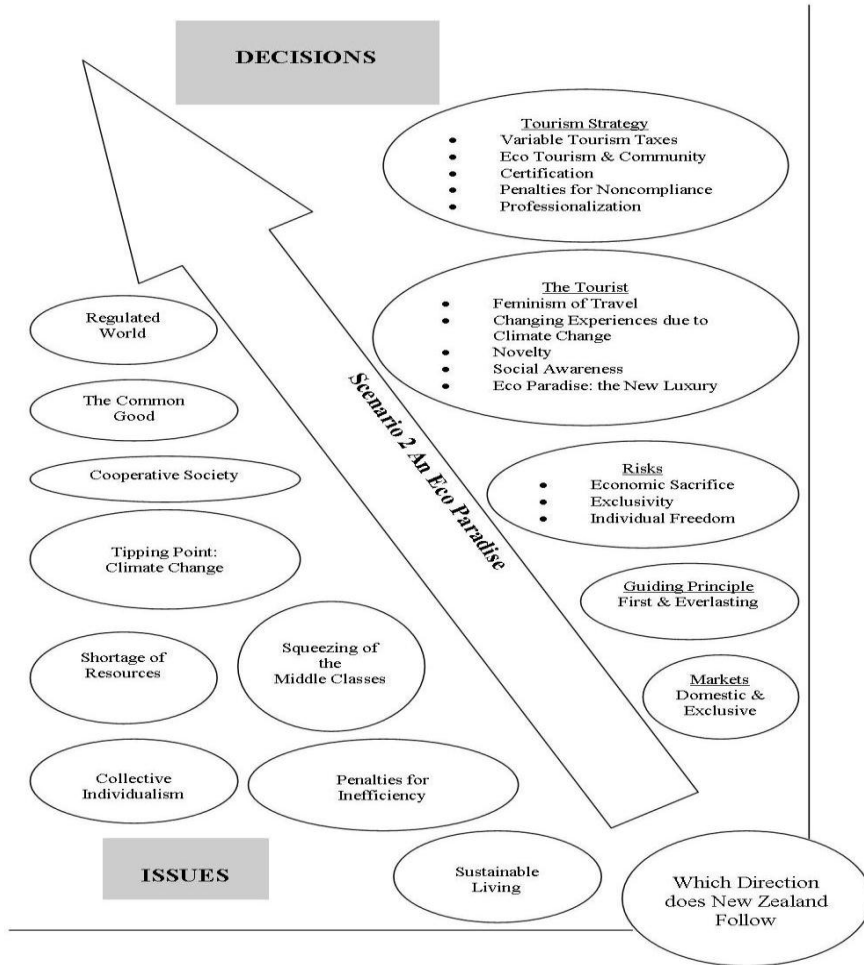 DECISIONS
Tourism Strategy
• Variable Tourism Taxes
• Eco Tourism & Community
• Certification
• Penalties for Noncompliance
• Professionalization
The Tourist
• Feminism of Travel
• Changing Experiences due to
Climate Change
• Novelty
• Social Awareness
• Eco Paradise: the New Luxury
Regulated
World
The Common
Good
Cooperative Society
Tipping Point:
Climate Change
Scenario 2 An Eco Paradise
Risks
• Economic Sacrifice
• Exclusivity
• Individual Freedom
Guiding Principle
First & Everlasting
Shortage of
Resources
Squeezing of
the
Middle Classes
Markets
Domestic &
Exclusive
Collective
Individualism
Penalties for
Inefficiency
ISSUES
Sustainable
Living
Which Direction
does New Zealand
Follow